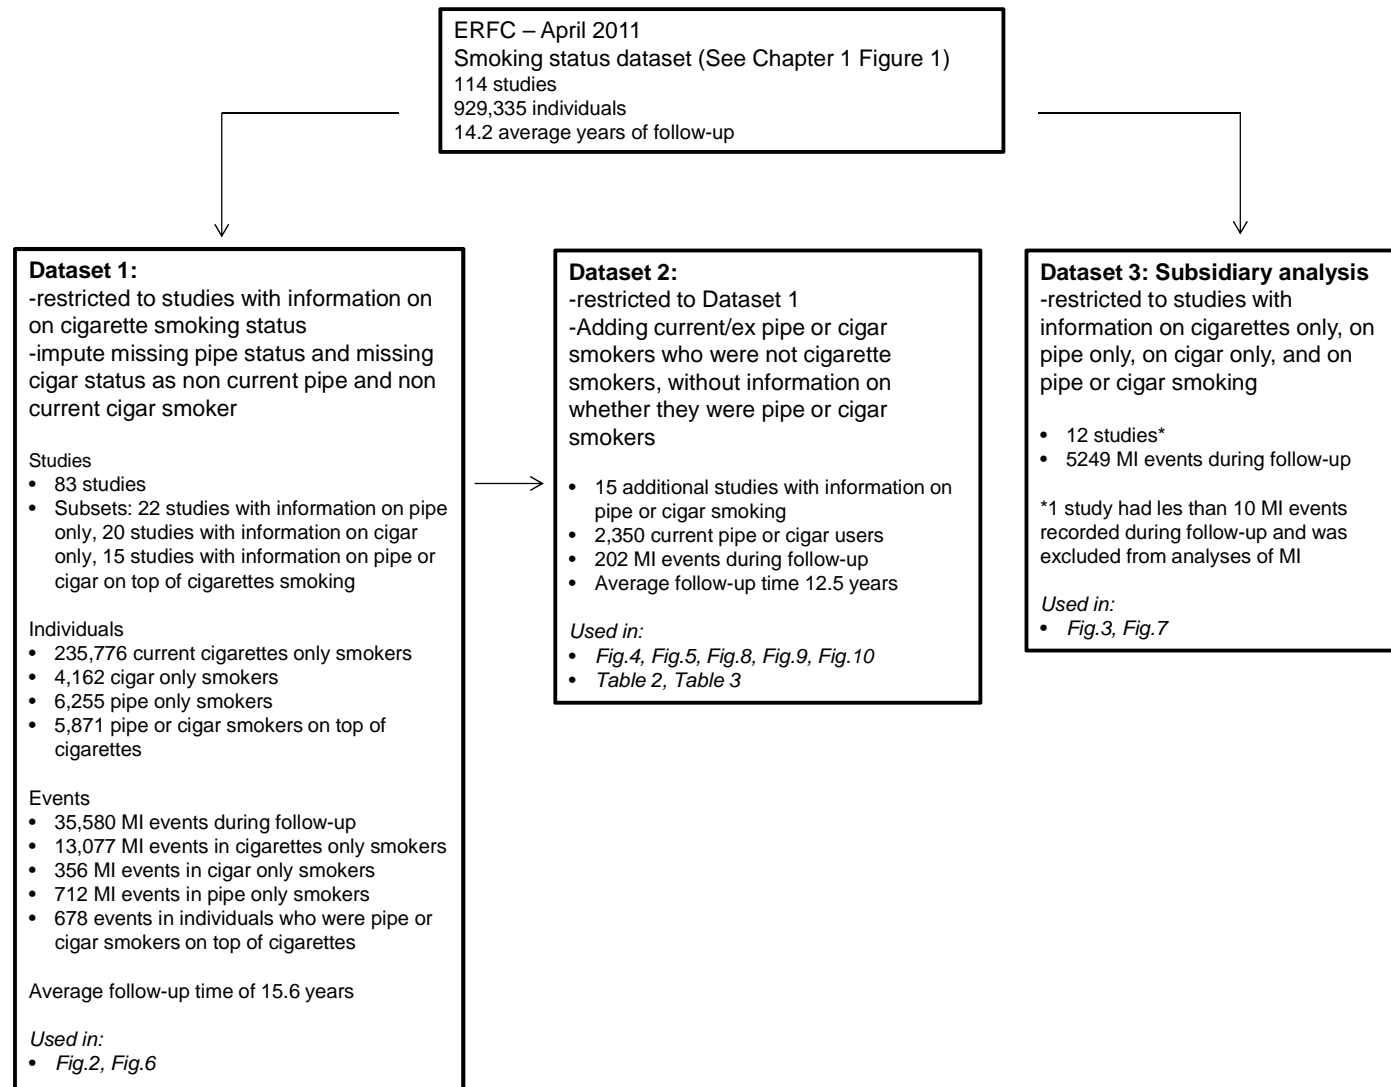 ERFC – April 2011
Smoking status dataset (See Chapter 1 Figure 1)
114 studies
929,335 individuals
14.2 average years of follow-up
Dataset 1:
-restricted to studies with information on
on cigarette smoking status
-impute missing pipe status and missing
cigar status as non current pipe and non
current cigar smoker
Studies
• 83 studies
• Subsets: 22 studies with information on pipe
only, 20 studies with information on cigar
only, 15 studies with information on pipe or
cigar on top of cigarettes smoking
Individuals
• 235,776 current cigarettes only smokers
• 4,162 cigar only smokers
• 6,255 pipe only smokers
• 5,871 pipe or cigar smokers on top of
cigarettes
Events
• 35,580 MI events during follow-up
• 13,077 MI events in cigarettes only smokers
• 356 MI events in cigar only smokers
• 712 MI events in pipe only smokers
• 678 events in individuals who were pipe or
cigar smokers on top of cigarettes
Average follow-up time of 15.6 years
Used in:
• Fig.2, Fig.6
Dataset 2:
-restricted to Dataset 1
-Adding current/ex pipe or cigar
smokers who were not cigarette
smokers, without information on
whether they were pipe or cigar
smokers
• 15 additional studies with information on
pipe or cigar smoking
• 2,350 current pipe or cigar users
• 202 MI events during follow-up
• Average follow-up time 12.5 years
Used in:
• Fig.4, Fig.5, Fig.8, Fig.9, Fig.10
• Table 2, Table 3
Dataset 3: Subsidiary analysis
-restricted to studies with
information on cigarettes only, on
pipe only, on cigar only, and on
pipe or cigar smoking
• 12 studies*
• 5249 MI events during follow-up
*1 study had less than 10 MI events
recorded during follow-up and was
excluded from analyses of MI
Used in:
• Fig.3, Fig.7